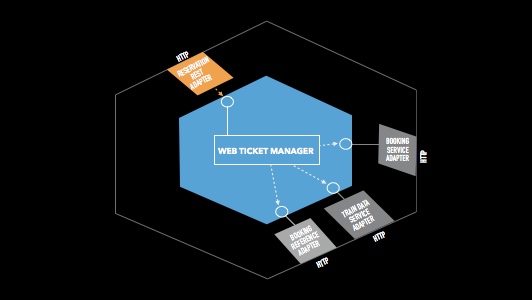 HTTP
RESERVATION
REST
ADAPTER
WEB TICKET MANAGER
BOOKING
SERVICE
ADAPTER
HTTP
TRAIN DATA
SERVICE
ADAPTER
HTTP
BOOKING
REFERENCE
ADAPTER
HTTP